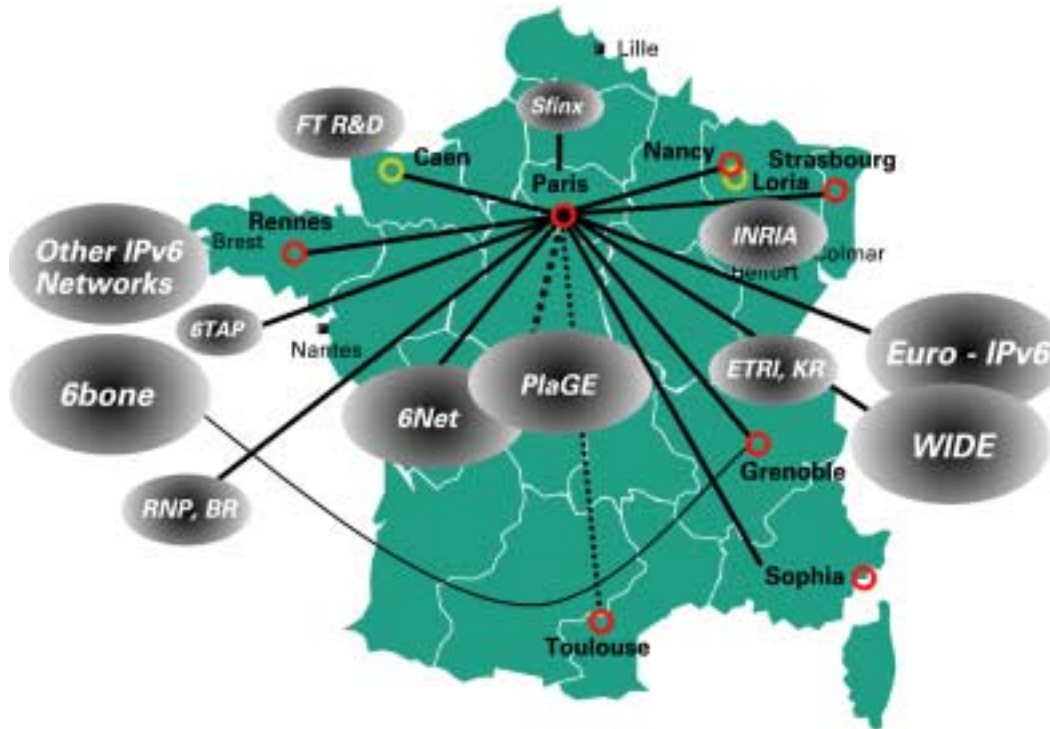 Lille
Sfinx
FT R&D
Caen
Nancy
Strasbourg
Paris
Loria
Rennes
Brest
INRIA
Colmar
Belfort
Other IPv6
Networks
6TAP
Nantes
Euro - IPv6
ETRI, KR
PlaGE
6bone
6Net
WIDE
Grenoble
RNP, BR
Sophia
Toulouse